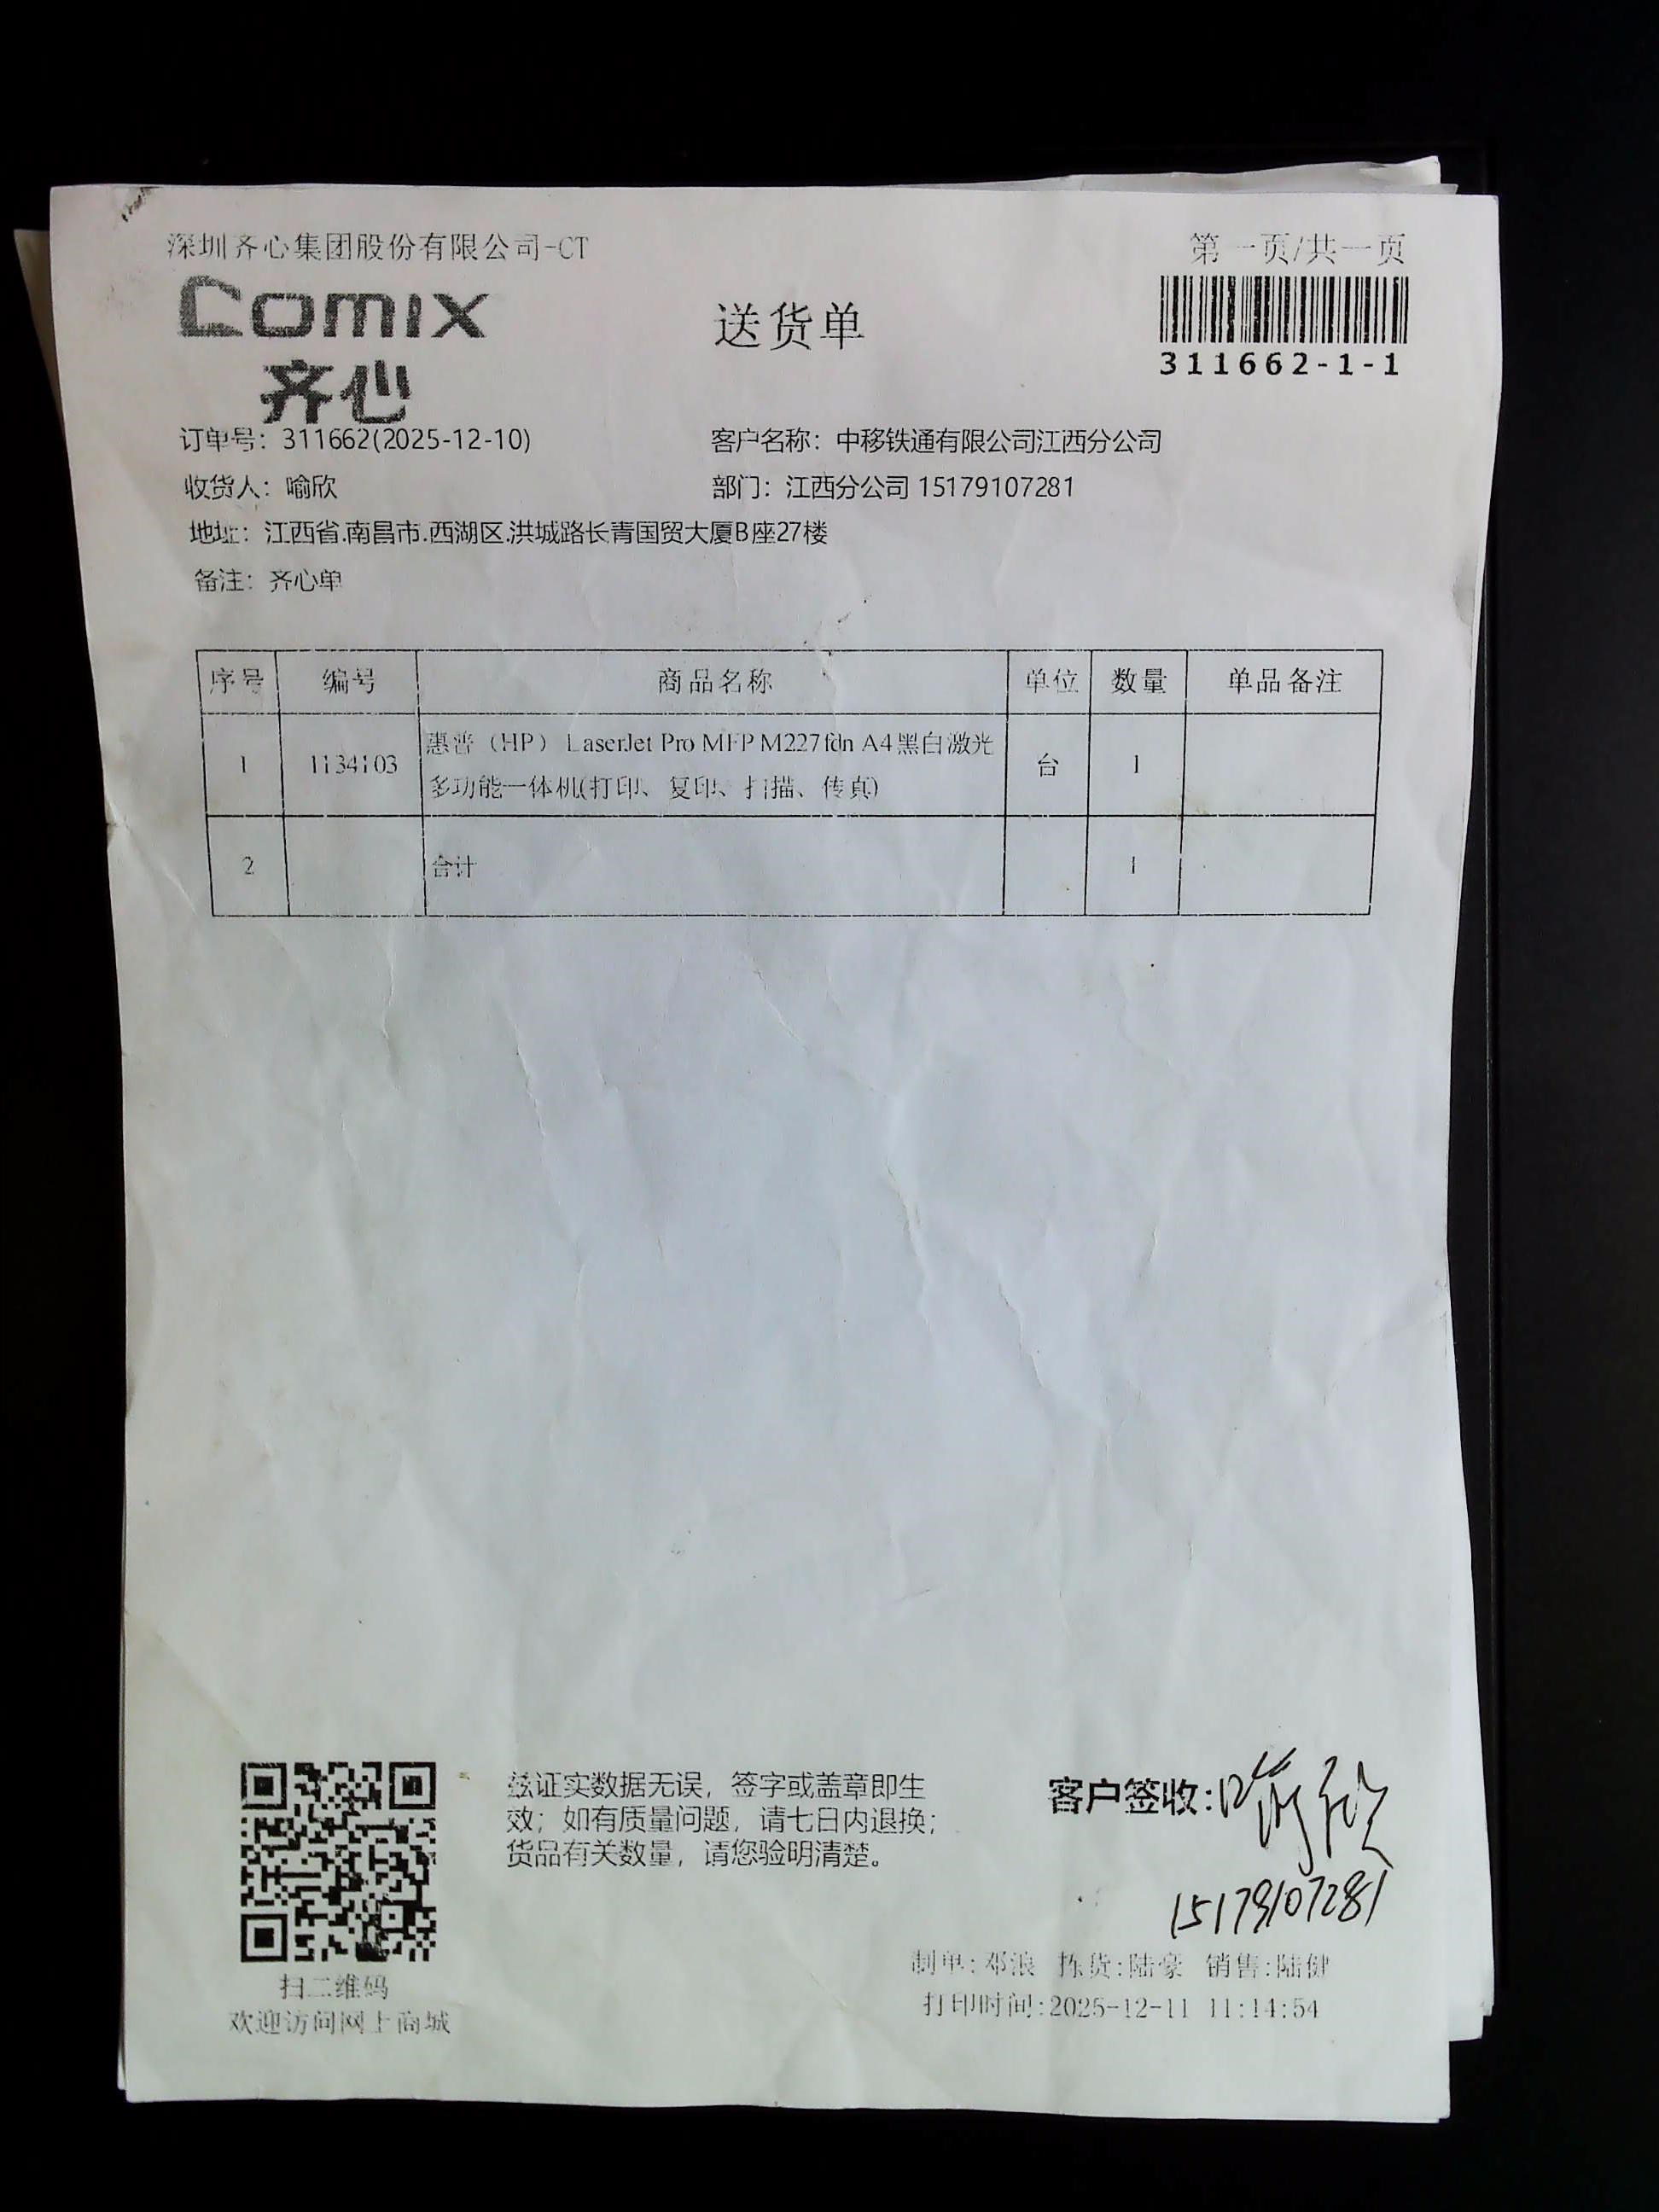 深圳齐心集团股份有限公司-CT
第一页/共一页
Comix
齐心
送货单
311662-1-1
订单号：311662(2025-12-10)
客户名称：中移铁通有限公司江西分公司
收货人：喻欣
部门：江西分公司 15179107281
地址：江西省.南昌市.西湖区.洪城路长青国贸大厦B座27楼
备注：齐心单
序号 编号 商品名称 单位 数量 单品备注
1 1134103 惠普（HP） LaserJet Pro MFP M227fdn A4黑白激光 台 1
多功能一体机(打印、复印、扫描、传真)
2 合计 1
兹证实数据无误，签字或盖章即生
效；如有质量问题，请七日内退换；
货品有关数量，请您验明清楚。
客户签收：喻欣
15179107281
扫二维码
欢迎访问网上商城
制单：邓浪 拣货：陆豪 销售：陆健
打印时间：2025-12-11 11:14:54